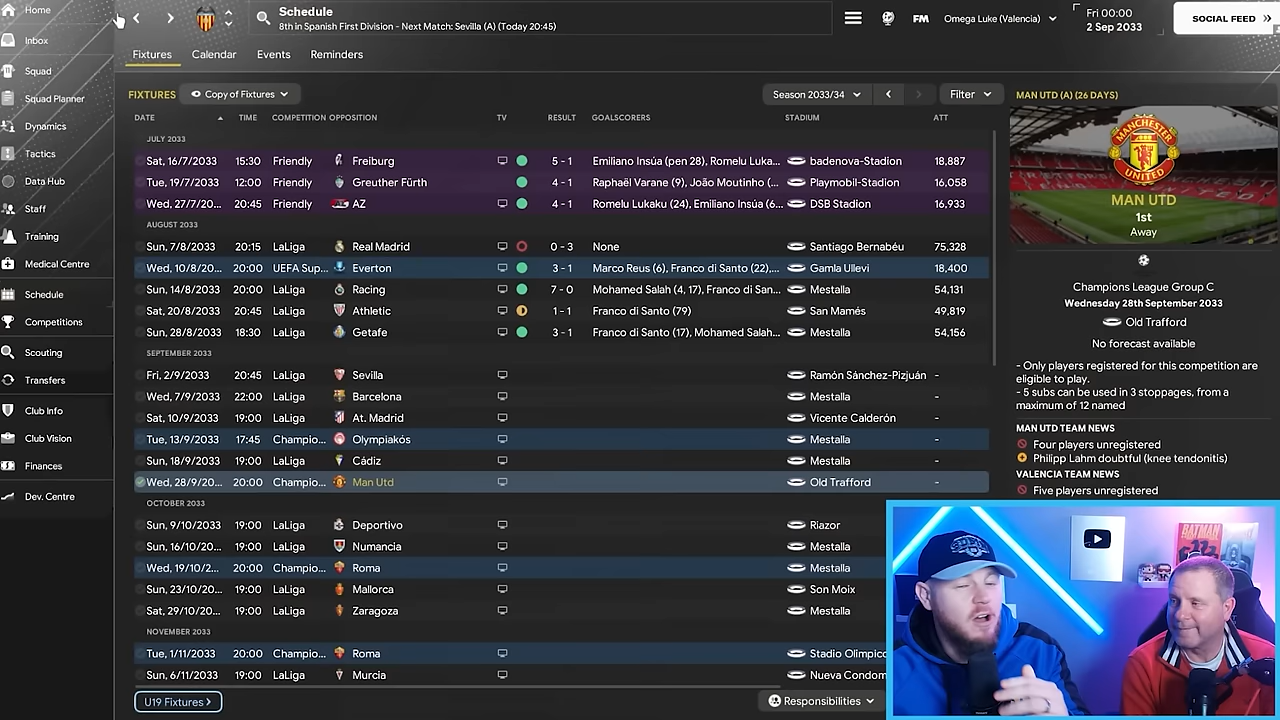 Home
Inbox
Squad
Squad Planner
Dynamics
Tactics
Data Hub
Staff
Training
Medical Centre
Schedule
Competitions
Scouting
Transfers
Club Info
Club Vision
Finances
Dev. Centre
Schedule
8th in Spanish First Division - Next Match: Sevilla (A) (Today 20:45)
FM
Omega Luke (Valencia)
Fri 00:00
2 Sep 2033
SOCIAL FEED
Fixtures Calendar Events Reminders
FIXTURES Copy of Fixtures Season 2033/34 Filter
DATE TIME COMPETITION OPPOSITION TV RESULT GOALSCORERS STADIUM ATT
JULY 2033
Sat, 16/7/2033 15:30 Friendly Freiburg 5 - 1 Emiliano Insúa (pen 28), Romelu Luka... badenova-Stadion 18,887
Tue, 19/7/2033 12:00 Friendly Greuther Fürth 4 - 1 Raphaël Varane (9), João Moutinho (... Playmobil-Stadion 16,058
Wed, 27/7/20... 20:45 Friendly AZ 4 - 1 Romelu Lukaku (24), Emiliano Insúa (6... DSB Stadion 16,933
AUGUST 2033
Sun, 7/8/2033 20:15 LaLiga Real Madrid 0 - 3 None Santiago Bernabéu 75,328
Wed, 10/8/20... 20:00 UEFA Sup... Everton 3 - 1 Marco Reus (6), Franco di Santo (22),... Gamla Ullevi 18,400
Sun, 14/8/2033 20:00 LaLiga Racing 7 - 0 Mohamed Salah (4, 17), Franco di San... Mestalla 54,131
Sat, 20/8/2033 20:45 LaLiga Athletic 1 - 1 Franco di Santo (79) San Mamés 49,819
Sun, 28/8/2033 18:30 LaLiga Getafe 3 - 1 Franco di Santo (17), Mohamed Salah... Mestalla 54,156
SEPTEMBER 2033
Fri, 2/9/2033 20:45 LaLiga Sevilla Ramón Sánchez-Pizjuán -
Wed, 7/9/2033 22:00 LaLiga Barcelona Mestalla -
Sat, 10/9/2033 19:00 LaLiga At. Madrid Vicente Calderón -
Tue, 13/9/2033 17:45 Champio... Olympiakós Mestalla -
Sun, 18/9/2033 19:00 LaLiga Cádiz Mestalla -
Wed, 28/9/20... 20:00 Champio... Man Utd Old Trafford -
OCTOBER 2033
Sun, 9/10/2033 19:00 LaLiga Deportivo Riazor
Sun, 16/10/20... 19:00 LaLiga Numancia Mestalla
Wed, 19/10/2... 20:00 Champio... Roma Mestalla
Sun, 23/10/20... 19:00 LaLiga Mallorca Son Moix
Sat, 29/10/20... 19:00 LaLiga Zaragoza Mestalla
NOVEMBER 2033
Tue, 1/11/2033 20:00 Champio... Roma Stadio Olimpico
Sun, 6/11/2033 19:00 LaLiga Murcia Nueva Condom
U19 Fixtures
Responsibilities
MAN UTD (A) (26 DAYS)
MANCHESTER
UNITED
MAN UTD
1st
Away
Champions League Group C
Wednesday 28th September 2033
Old Trafford
No forecast available
- Only players registered for this competition are
eligible to play.
- 5 subs can be used in 3 stoppages, from a
maximum of 12 named
MAN UTD TEAM NEWS
Four players unregistered
Philipp Lahm doubtful (knee tendonitis)
VALENCIA TEAM NEWS
Five players unregistered
BATMAN